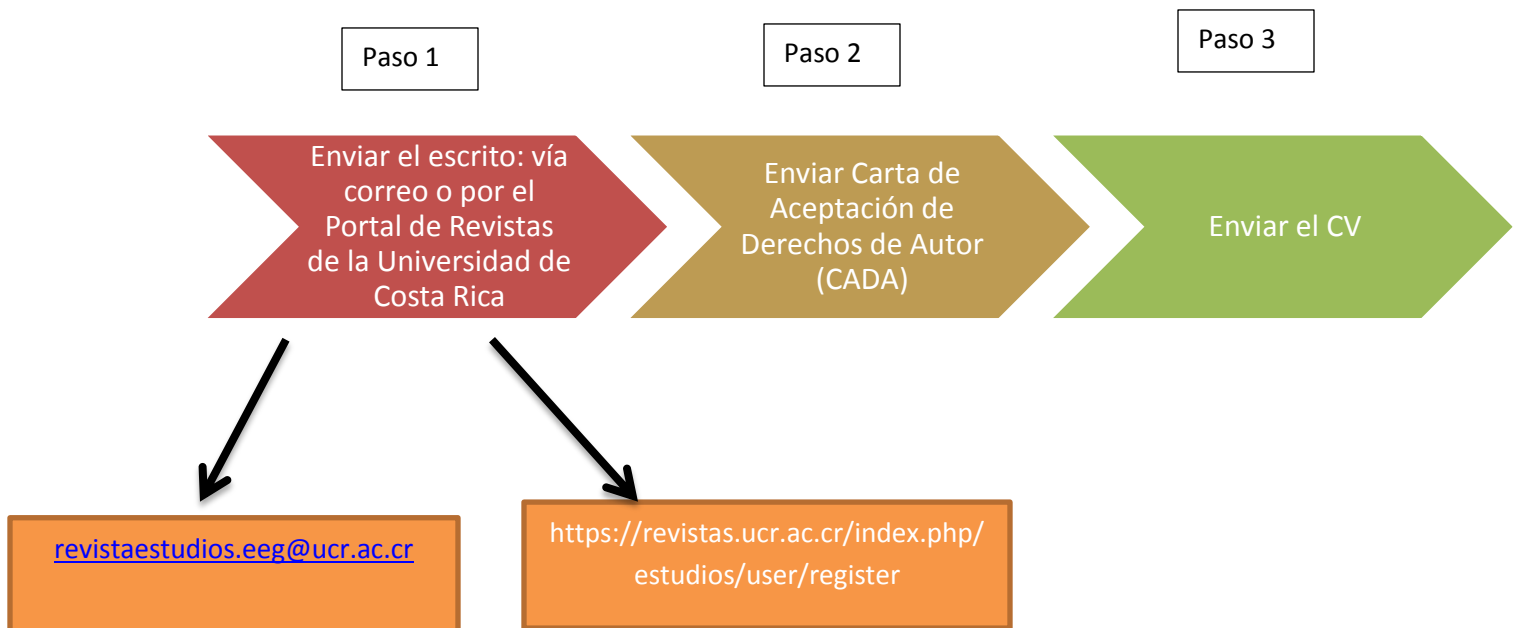 Paso 1
Paso 2
Paso 3
Enviar el escrito: vía
correo o por el
Portal de Revistas
de la Universidad de
Costa Rica
Enviar Carta de
Aceptación de
Derechos de Autor
(CADA)
Enviar el CV
revistaestudios.eeg@ucr.ac.cr
https://revistas.ucr.ac.cr/index.php/
estudios/user/register